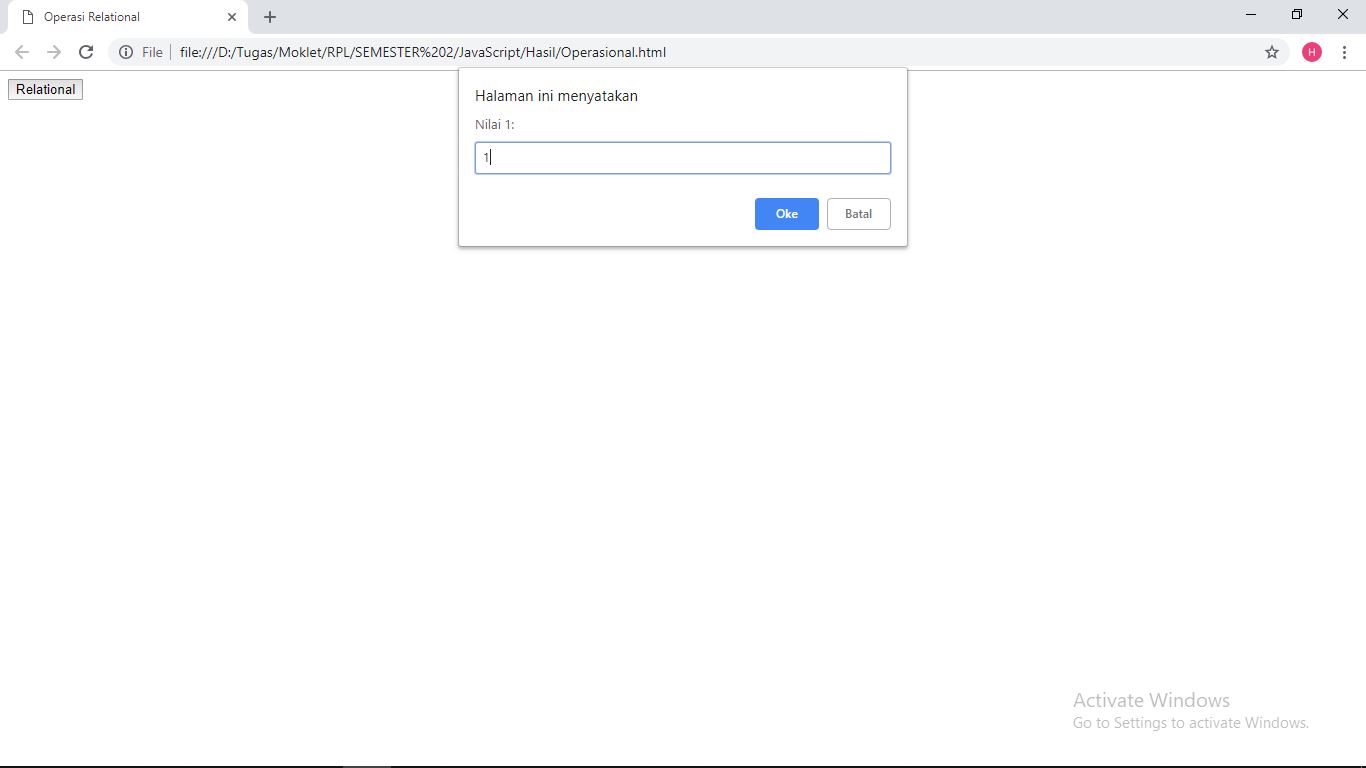 Operasi Relational
File file:///D:/Tugas/Moklet/RPL/SEMESTER%202/JavaScript/Hasil/Operasional.html
H
Relational
Halaman ini menyatakan
Nilai 1:
1
Oke Batal
Activate Windows
Go to Settings to activate Windows.